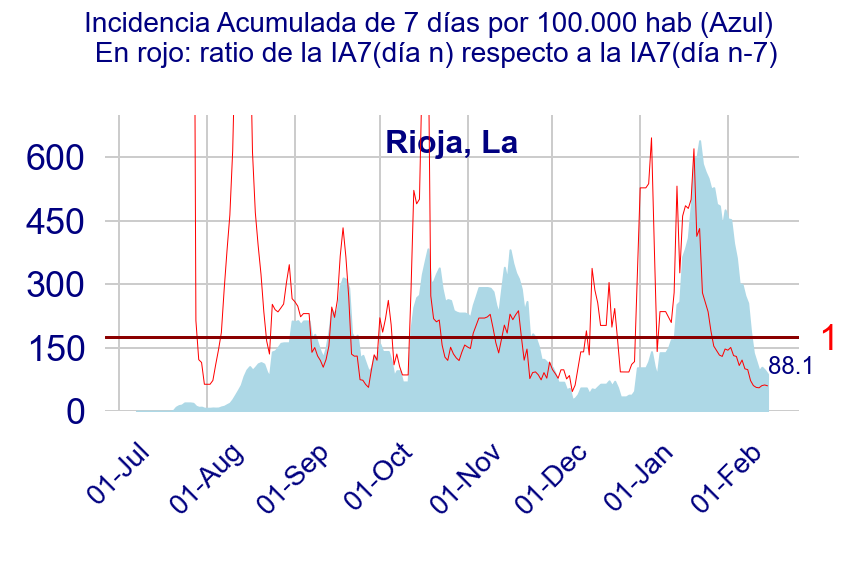 Incidencia Acumulada de 7 días por 100.000 hab (Azul)
En rojo: ratio de la IA7(día n) respecto a la IA7(día n-7)
Rioja, La
600
450
300
150
0
1
88.1
01-Jul
01-Aug
01-Sep
01-Oct
01-Nov
01-Dec
01-Jan
01-Feb